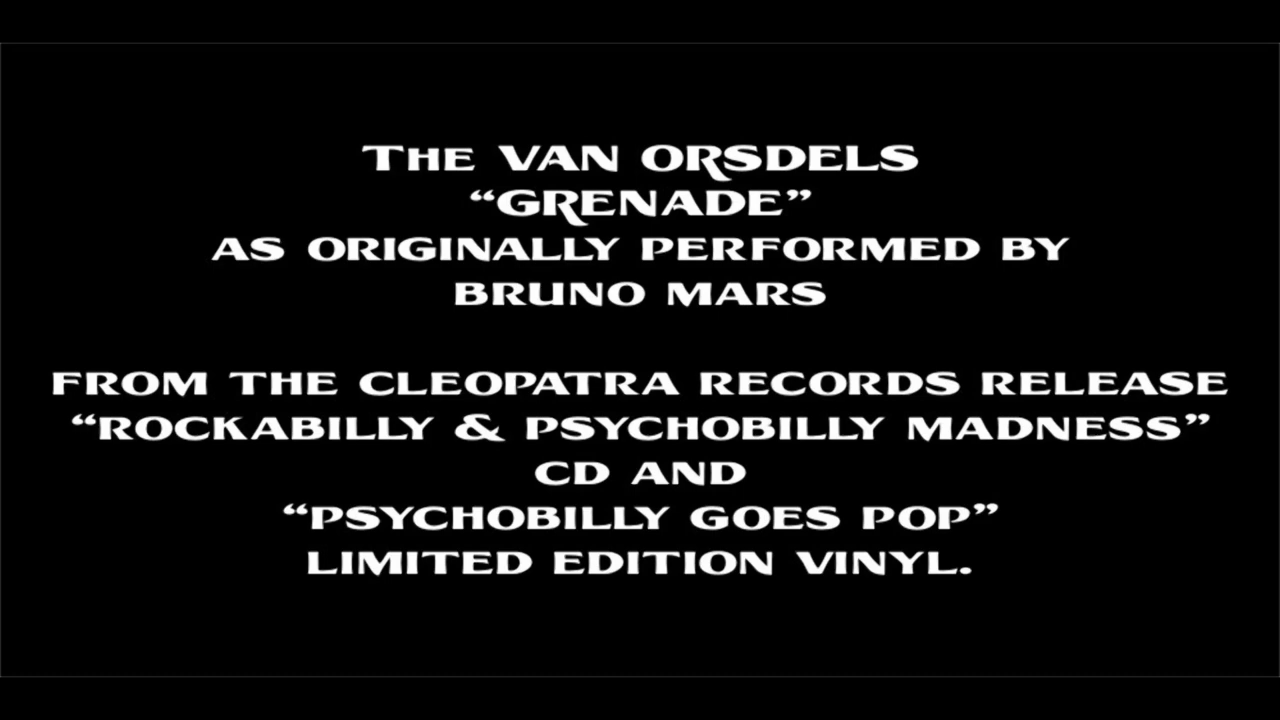 THE VAN ORSDELS
“GRENADE”
AS ORIGINALLY PERFORMED BY
BRUNO MARS
FROM THE CLEOPATRA RECORDS RELEASE
“ROCKABILLY & PSYCHOBILLY MADNESS”
CD AND
“PSYCHOBILLY GOES POP”
LIMITED EDITION VINYL.